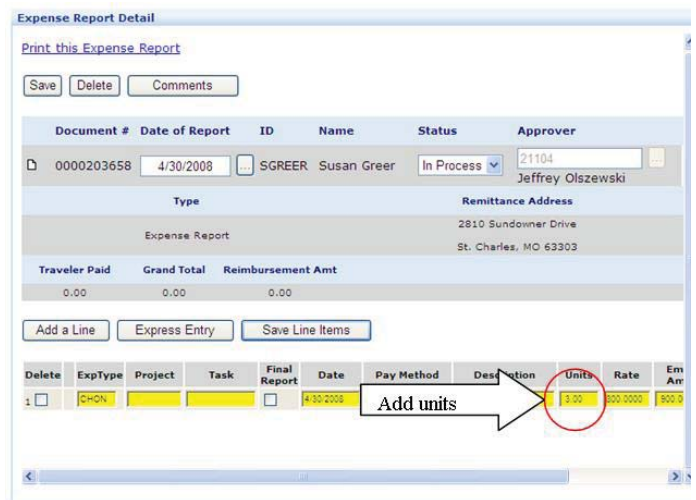 Expense Report Detail
Print this Expense Report
Save Delete Comments
Document # Date of Report ID Name Status Approver
0000203658 4/30/2008 ... SGREER Susan Greer In Process 21104 ...
Jeffrey Olszewski
Type Remittance Address
Expense Report
2810 Sundowner Drive
St. Charles, MO 63303
Traveler Paid Grand Total Reimbursement Amt
0.00 0.00 0.00
Add a Line Express Entry Save Line Items
Delete ExpType Project Task Final Report Date Pay Method Description Units Rate Em
Am
1 CHON 4/30/2008 Add units 3.00 300.0000 900.0